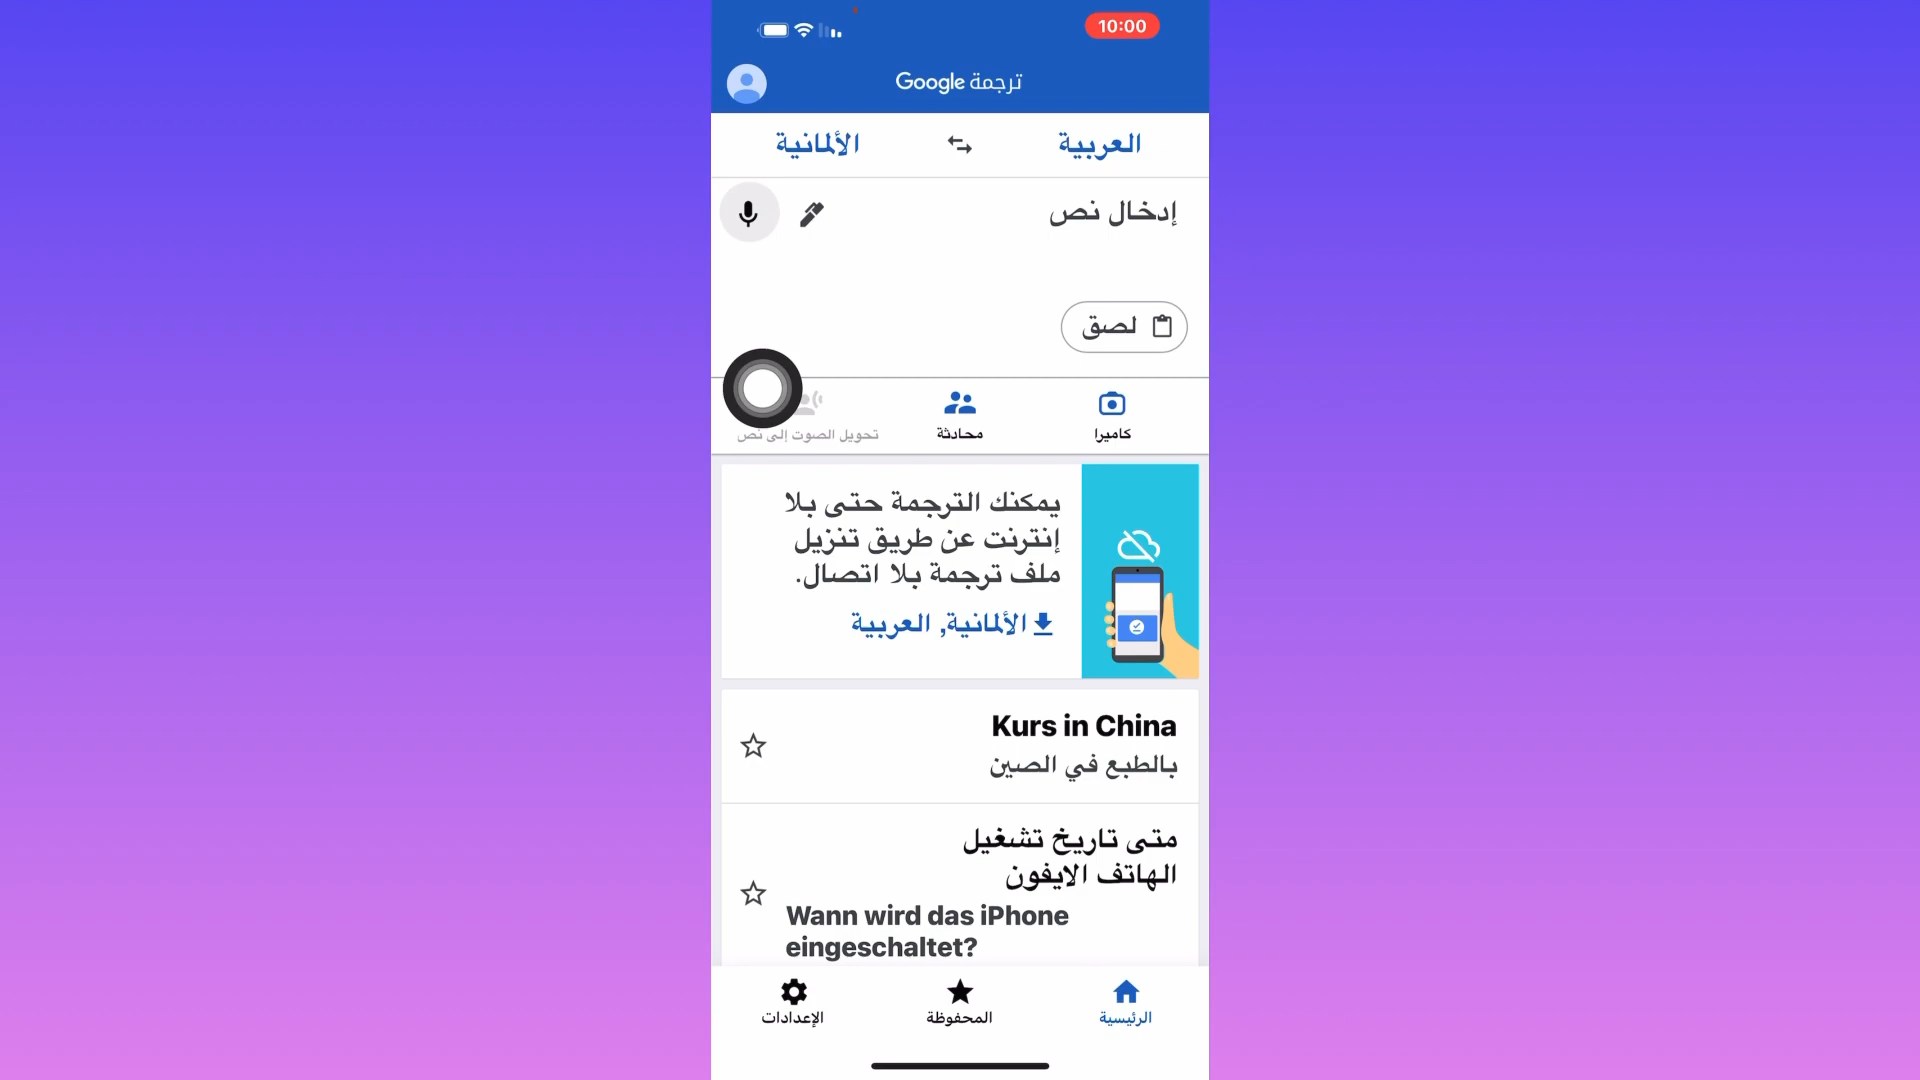 10:00
ترجمة Google
العربية
الألمانية
إدخال نص
لصق
كاميرا
محادثة
تحويل الصوت إلى نص
يمكنك الترجمة حتى بلا
إنترنت عن طريق تنزيل
ملف ترجمة بلا اتصال.
الألمانية, العربية
Kurs in China
بالطبع في الصين
متى تاريخ تشغيل
الهاتف الايفون
Wann wird das iPhone
eingeschaltet?
الرئيسية
المحفوظة
الإعدادات